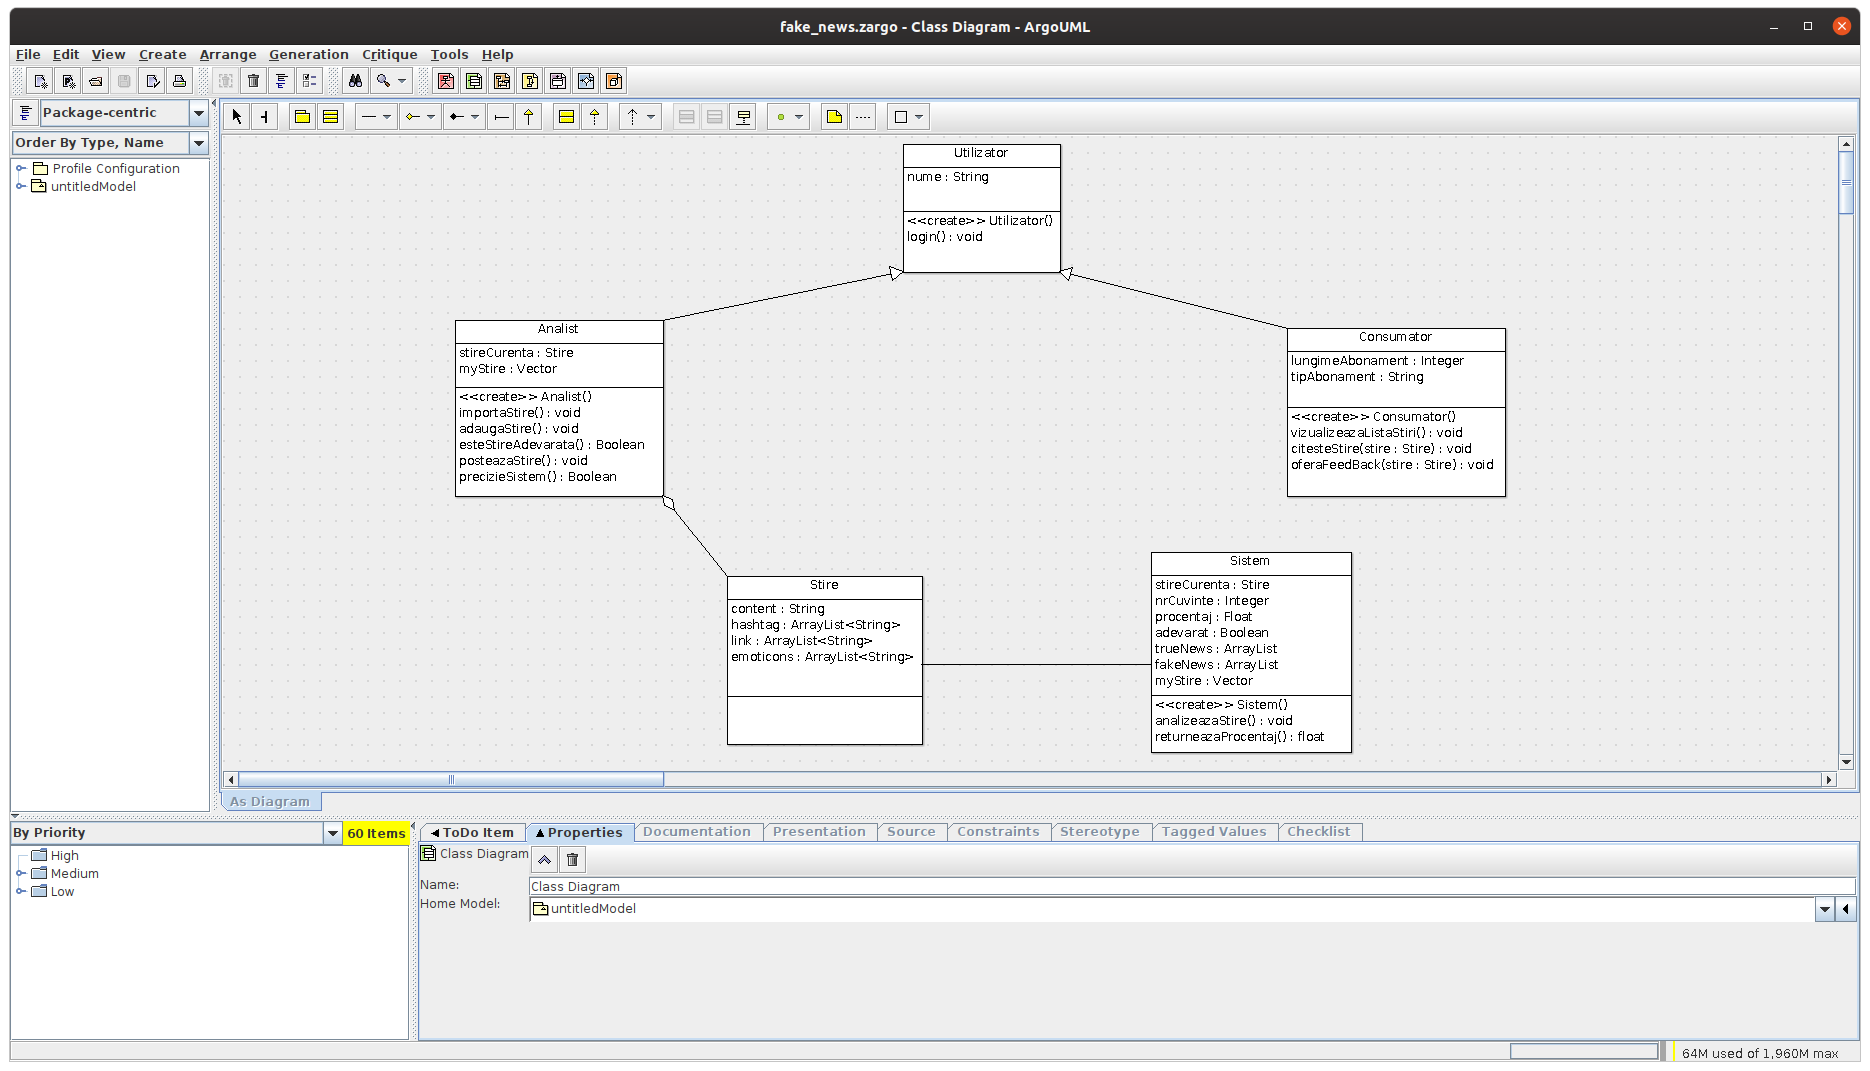 fake_news.zargo - Class Diagram - ArgoUML
File Edit View Create Arrange Generation Critique Tools Help
Package-centric
Order By Type, Name
Profile Configuration
untitledModel
Utilizator
nume : String
<<create>> Utilizator()
login() : void
Analist
stireCurenta : Stire
myStire : Vector
<<create>> Analist()
importaStire() : void
adaugaStire() : void
esteStireAdevarata() : Boolean
posteazaStire() : void
precizieSistem() : Boolean
Consumator
lungimeAbonament : Integer
tipAbonament : String
<<create>> Consumator()
vizualizeazaListaStiri() : void
citesteStire(stire : Stire) : void
oferaFeedBack(stire : Stire) : void
Stire
content : String
hashtag : ArrayList<String>
link : ArrayList<String>
emoticons : ArrayList<String>
Sistem
stireCurenta : Stire
nrCuvinte : Integer
procentaj : Float
adevarat : Boolean
trueNews : ArrayList
fakeNews : ArrayList
myStire : Vector
<<create>> Sistem()
analizeazaStire() : void
returneazaProcentaj() : float
As Diagram
By Priority
60 Items
High
Medium
Low
ToDo Item Properties Documentation Presentation Source Constraints Stereotype Tagged Values Checklist
Class Diagram
Name: Class Diagram
Home Model: untitledModel
64M used of 1,960M max